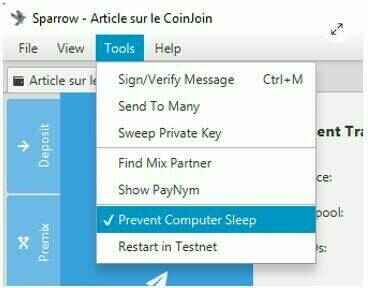 Sparrow - Article sur le CoinJoin
File View Tools Help
Article sur le
Sign/Verify Message Ctrl+M
Send To Many
Sweep Private Key
Find Mix Partner
Show PayNym
Prevent Computer Sleep
Restart in Testnet
Deposit
Premix
ent Tra
ce:
pool:
s: